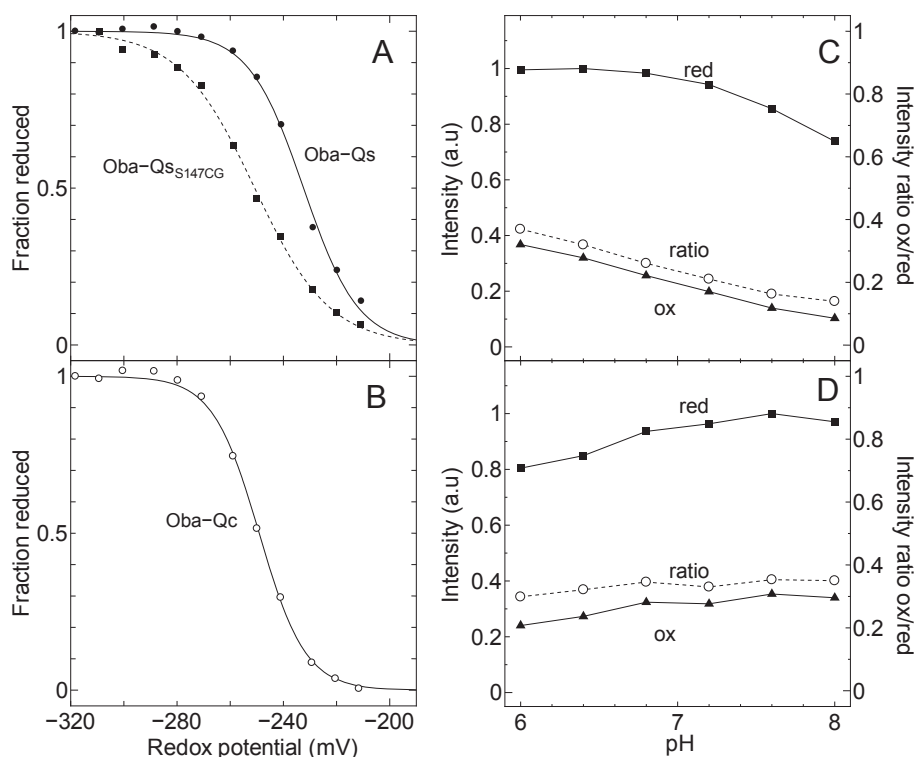 A
1
0.5
0
Fraction reduced
Oba−Qs
Oba−Qs_S147CG
B
1
0.5
0
Fraction reduced
Oba−Qc
−320
−280
−240
−200
Redox potential (mV)
C
1
0.8
0.6
0.4
0.2
0
Intensity (a.u)
red
ratio
ox
1
0.8
0.6
0.4
0.2
0
Intensity ratio ox/red
D
1
0.8
0.6
0.4
0.2
0
Intensity (a.u)
red
ratio
ox
1
0.8
0.6
0.4
0.2
0
Intensity ratio ox/red
6
7
8
pH